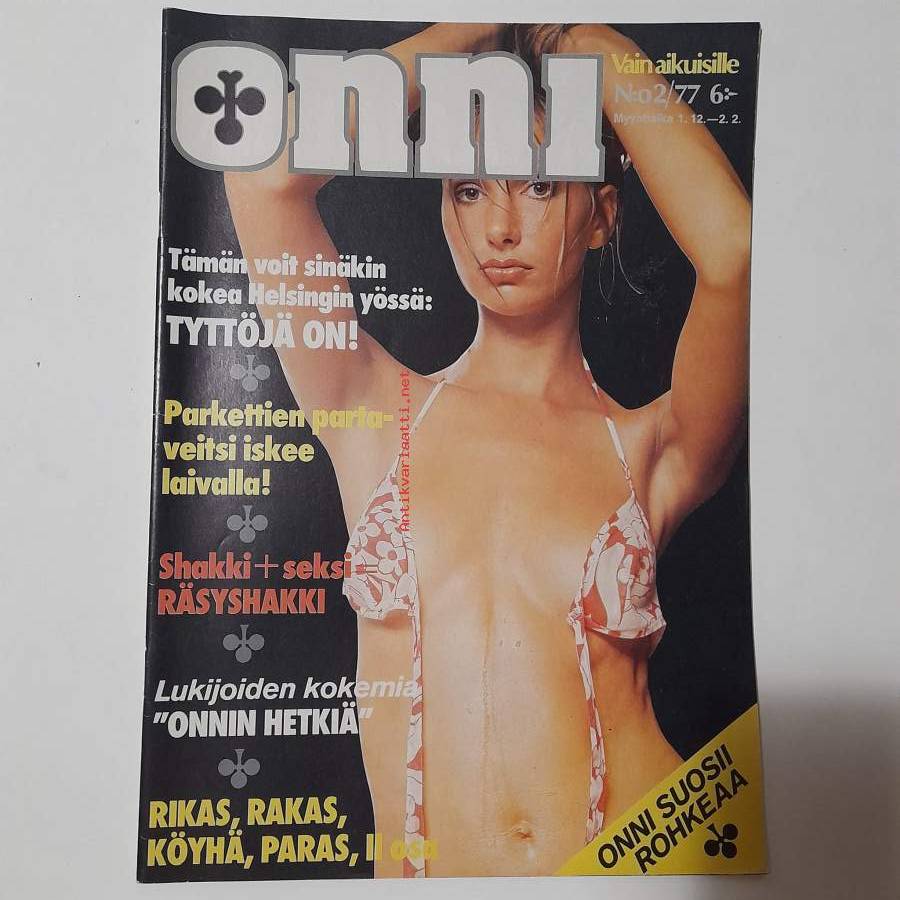 onni
Vain aikuisille
N:o 2/77 6:-
Myyntiaika 1. 12.—2. 2.
Tämän voit sinäkin
kokea Helsingin yössä:
TYTTÖJÄ ON!
Parkettien parta-
veitsi iskee
laivalla!
Shakki + seksi =
RÄSYSHAKKI
Lukijoiden kokemia
"ONNIN HETKIÄ"
RIKAS, RAKAS,
KÖYHÄ, PARAS, II osa
ONNI SUOSII
ROHKEAA
Antikvariaatti.net